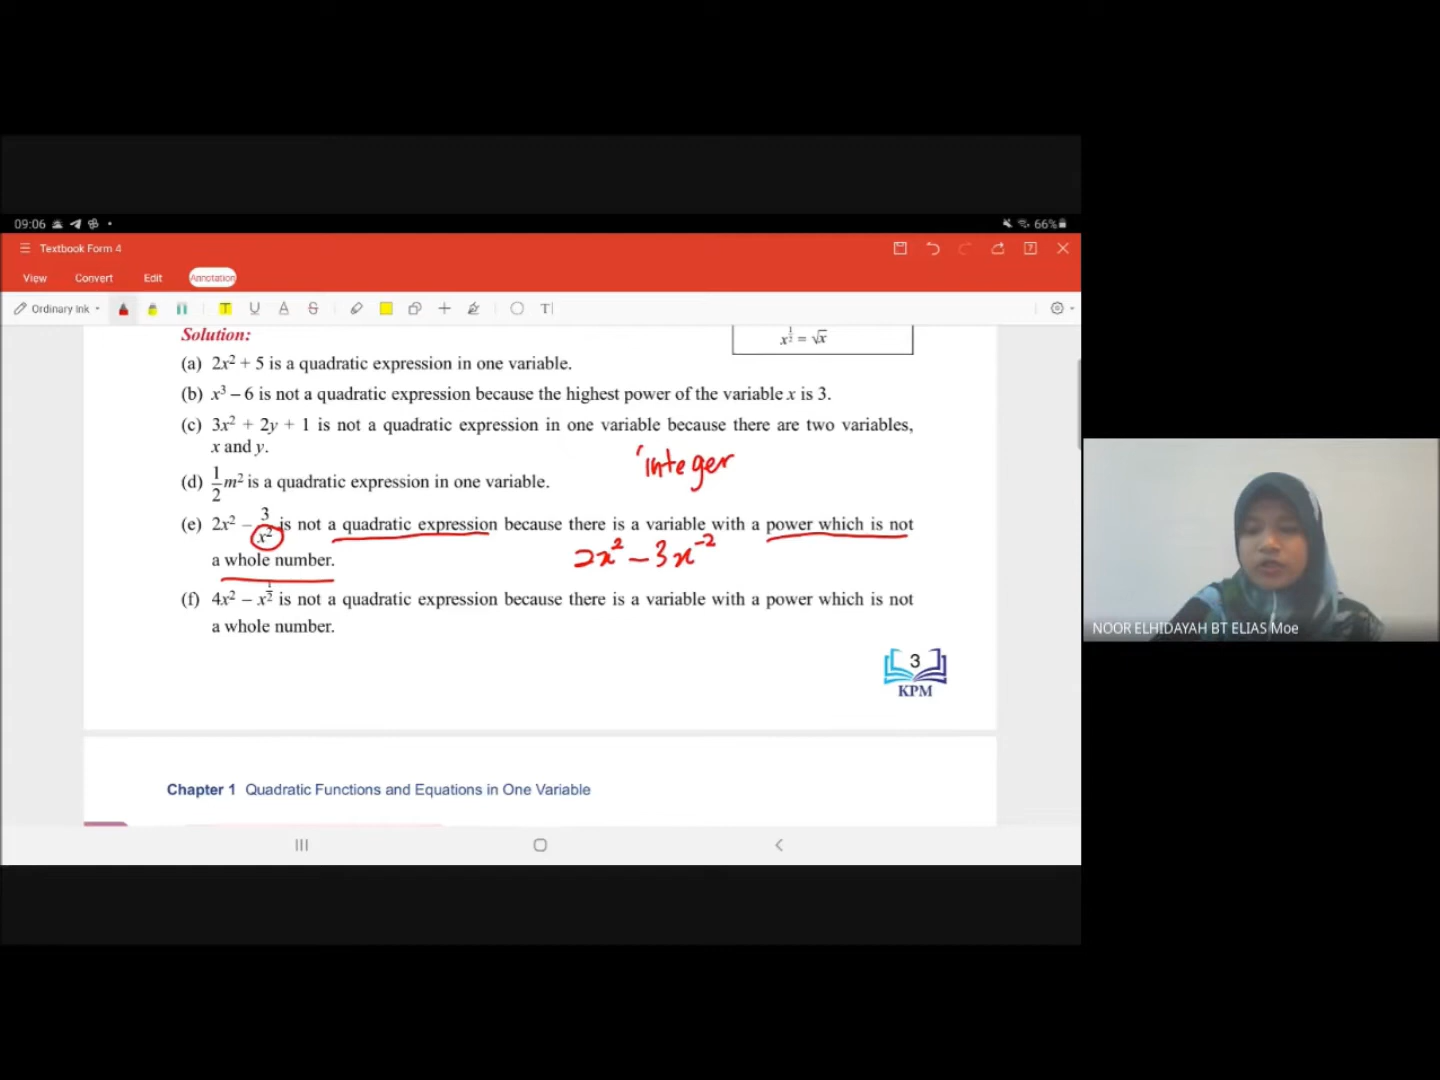 09:06 66%
Textbook Form 4
View Convert Edit Annotation
Ordinary Ink
Solution:
x^{1/2} = √x
(a) 2x² + 5 is a quadratic expression in one variable.
(b) x³ – 6 is not a quadratic expression because the highest power of the variable x is 3.
(c) 3x² + 2y + 1 is not a quadratic expression in one variable because there are two variables,
x and y.
integer
(d) 1/2 m² is a quadratic expression in one variable.
(e) 2x² – 3/x² is not a quadratic expression because there is a variable with a power which is not
a whole number.
2x² – 3x⁻²
(f) 4x² – x^{1/2} is not a quadratic expression because there is a variable with a power which is not
a whole number.
3
KPM
Chapter 1 Quadratic Functions and Equations in One Variable
NOOR ELHIDAYAH BT ELIAS Moe